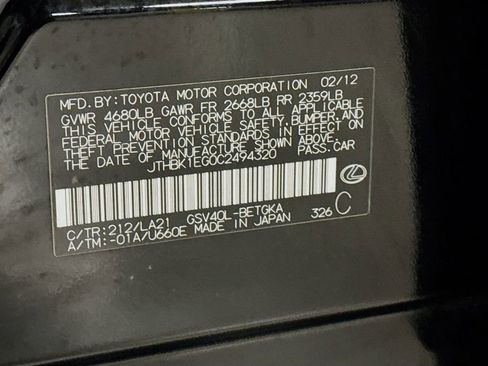 MFD.BY:TOYOTA MOTOR CORPORATION 02/12
GVWR 4680LB GAWR FR 2668LB RR 2359LB
THIS VEHICLE CONFORMS TO ALL APPLICABLE
FEDERAL MOTOR VEHICLE SAFETY, BUMPER, AND
THEFT PREVENTION STANDARDS IN EFFECT ON
THE DATE OF MANUFACTURE SHOWN ABOVE.
JTHBK1EG0C2494320 PASS.CAR
C/TR:212/LA21 GSV40L-BETGKA
A/TM:-01A/U660E MADE IN JAPAN 326 C